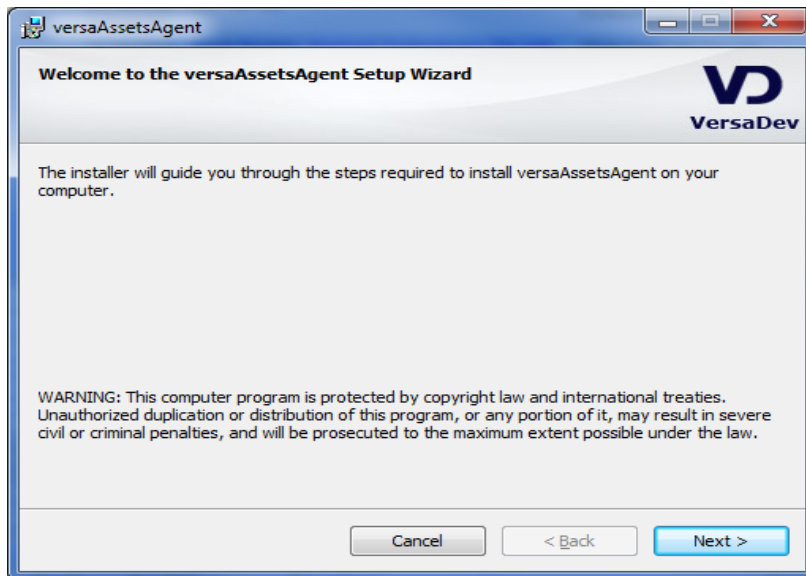 versaAssetsAgent
Welcome to the versaAssetsAgent Setup Wizard
VD
VersaDev
The installer will guide you through the steps required to install versaAssetsAgent on your
computer.
WARNING: This computer program is protected by copyright law and international treaties.
Unauthorized duplication or distribution of this program, or any portion of it, may result in severe
civil or criminal penalties, and will be prosecuted to the maximum extent possible under the law.
Cancel < Back Next >